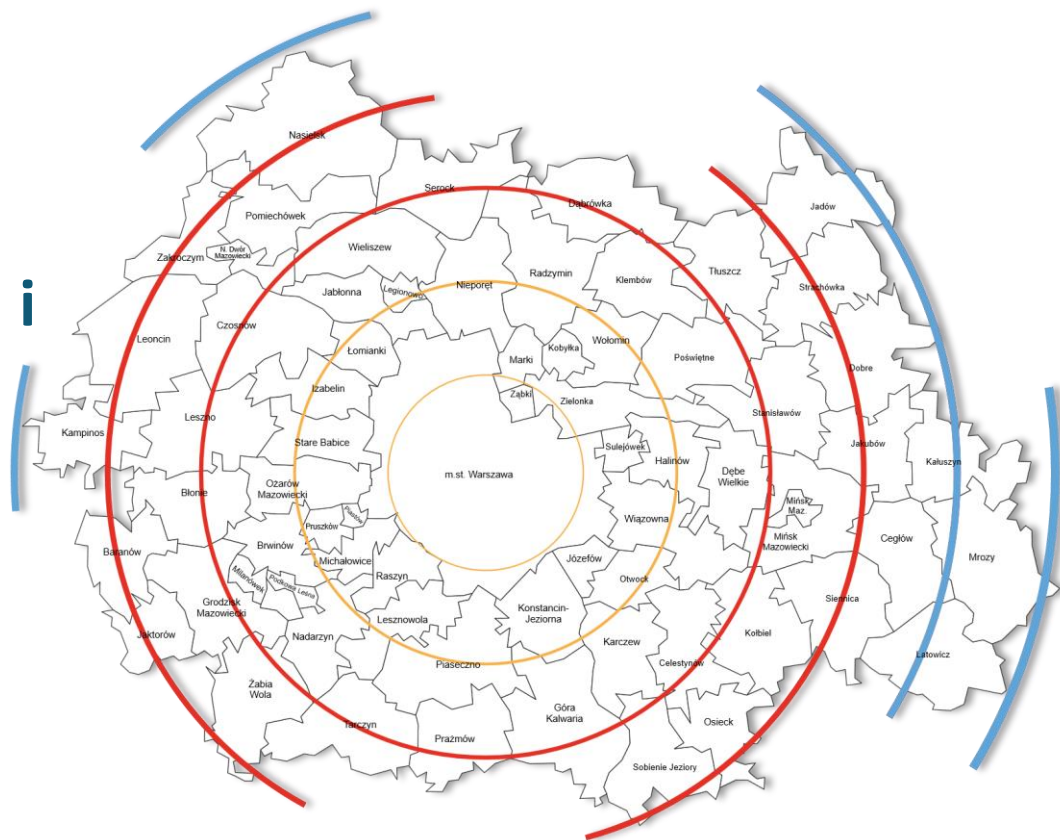 Nasielsk
Serock
Dąbrówka
Jadów
Pomiechówek
Wieliszew
N. Dwór
Mazowiecki
Zakroczym
Radzymin
Klembów
Tłuszcz
Strachówka
Jabłonna
Legionowo
Nieporęt
i
Czosnów
Leoncin
Łomianki
Marki
Kobyłka
Wołomin
Poświętne
Dobre
Izabelin
Ząbki
Zielonka
Stanisławów
Leszno
Kampinos
Stare Babice
Sulejówek
Halinów
Jakubów
Kałuszyn
m.st. Warszawa
Dębe
Wielkie
Błonie
Ożarów
Mazowiecki
Piastów
Pruszków
Wiązowna
Mińsk
Maz.
Mińsk
Mazowiecki
Cegłów
Mrozy
Baranów
Brwinów
Michałowice
Józefów
Raszyn
Otwock
Milanówek
Podkowa Leśna
Grodzisk
Mazowiecki
Lesznowola
Konstancin-
Jeziorna
Siennica
Jaktorów
Nadarzyn
Karczew
Kołbiel
Latowicz
Piaseczno
Celestynów
Żabia
Wola
Góra
Kalwaria
Osieck
Tarczyn
Prażmów
Sobienie Jeziory